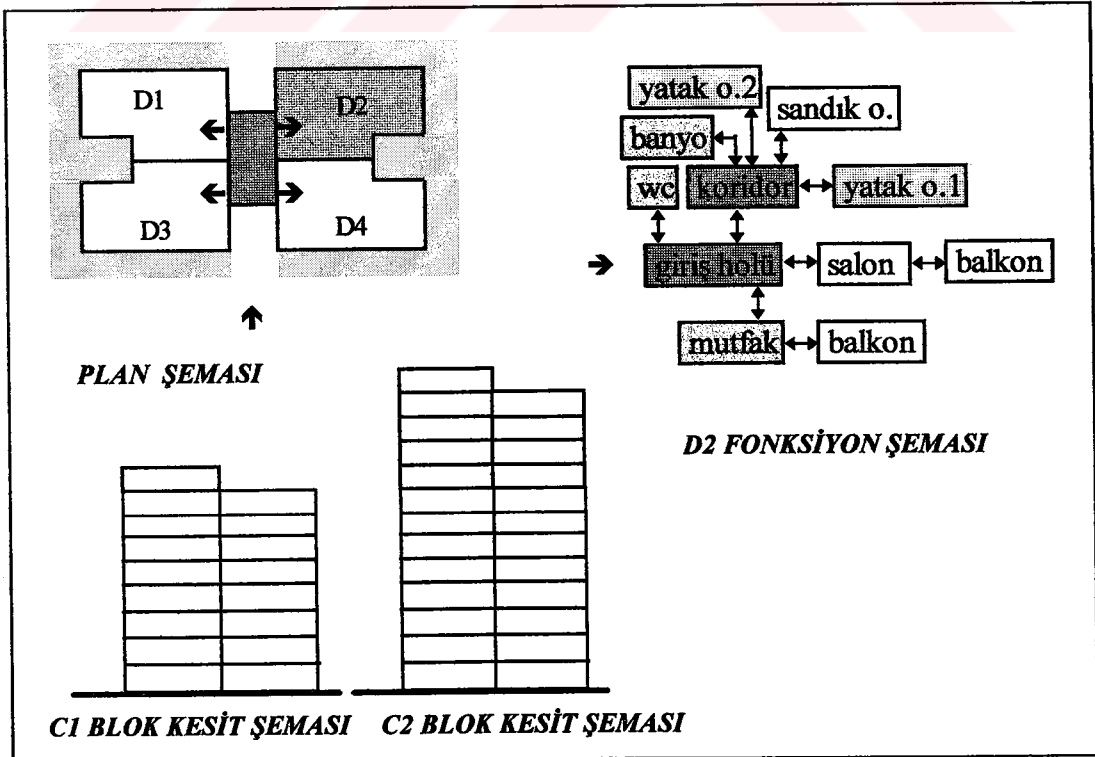 D1
D2
D3
D4
PLAN ŞEMASI
yatak o.2
sandık o.
banyo
wc
koridor
yatak o.1
giriş holü
salon
balkon
mutfak
balkon
D2 FONKSİYON ŞEMASI
C1 BLOK KESİT ŞEMASI
C2 BLOK KESİT ŞEMASI